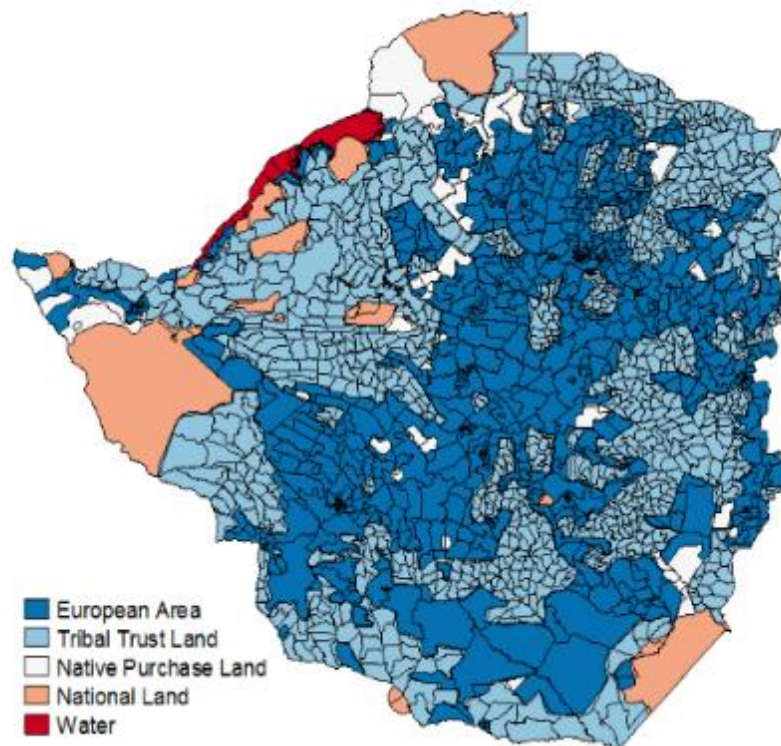 European Area
Tribal Trust Land
Native Purchase Land
National Land
Water